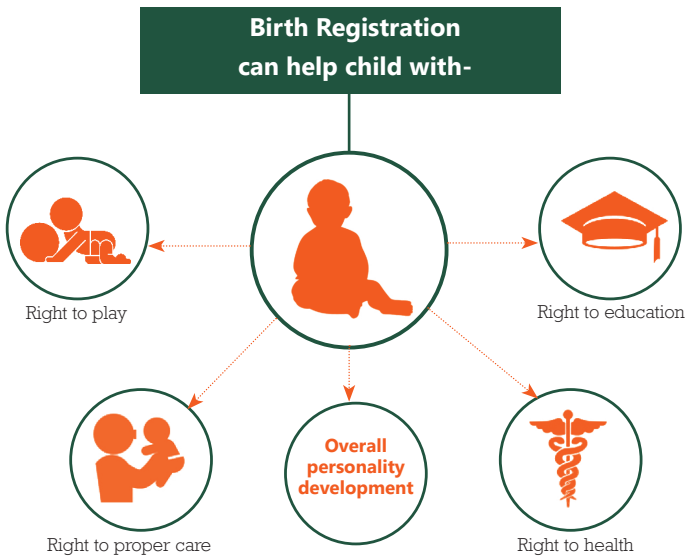 Birth Registration
can help child with-
Right to play
Right to education
Right to proper care
Overall
personality
development
Right to health